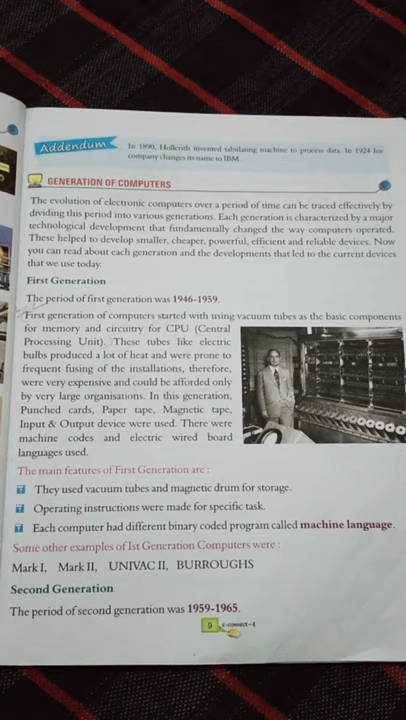 Addendum
In 1890, Hollerith invented tabulating machine to process data. In 1924 his
company changes its name to IBM.
GENERATION OF COMPUTERS
The evolution of electronic computers over a period of time can be traced effectively by
dividing this period into various generations. Each generation is characterized by a major
technological development that fundamentally changed the way computers operated.
These helped to develop smaller, cheaper, powerful, efficient and reliable devices. Now
you can read about each generation and the developments that led to the current devices
that we use today.
First Generation
The period of first generation was 1946-1959.
First generation of computers started with using vacuum tubes as the basic components
for memory and circuitry for CPU (Central
Processing Unit). These tubes like electric
bulbs produced a lot of heat and were prone to
frequent fusing of the installations, therefore,
were very expensive and could be afforded only
by very large organisations. In this generation,
Punched cards, Paper tape, Magnetic tape,
Input & Output device were used. There were
machine codes and electric wired board
languages used.
The main features of First Generation are :
They used vacuum tubes and magnetic drum for storage.
Operating instructions were made for specific task.
Each computer had different binary coded program called machine language.
Some other examples of Ist Generation Computers were :
Mark I, Mark II, UNIVAC II, BURROUGHS
Second Generation
The period of second generation was 1959-1965.
9 e-connect-4